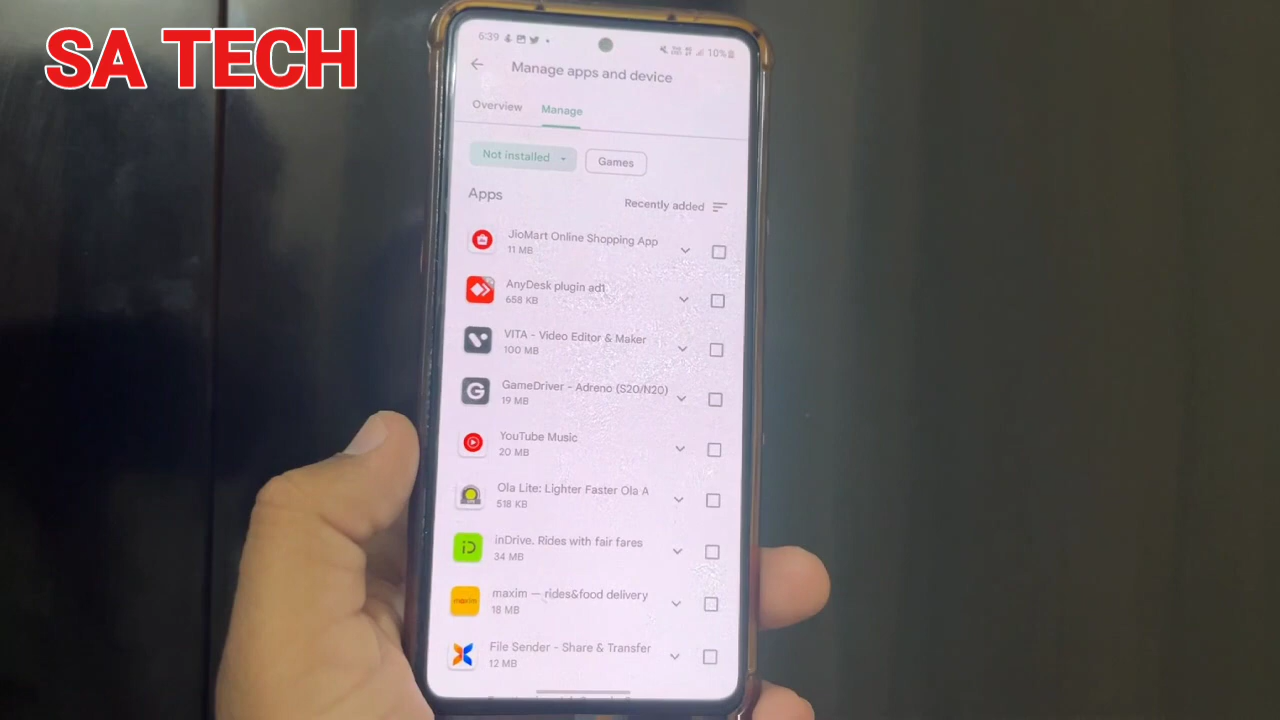 SA TECH
6:39
10%
Manage apps and device
Overview Manage
Not installed Games
Apps
Recently added
JioMart Online Shopping App
11 MB
AnyDesk plugin ad1
658 KB
VITA - Video Editor & Maker
100 MB
GameDriver - Adreno (S20/N20)
19 MB
YouTube Music
20 MB
Ola Lite: Lighter Faster Ola A
518 KB
inDrive. Rides with fair fares
34 MB
maxim
maxim — rides&food delivery
18 MB
File Sender - Share & Transfer
12 MB